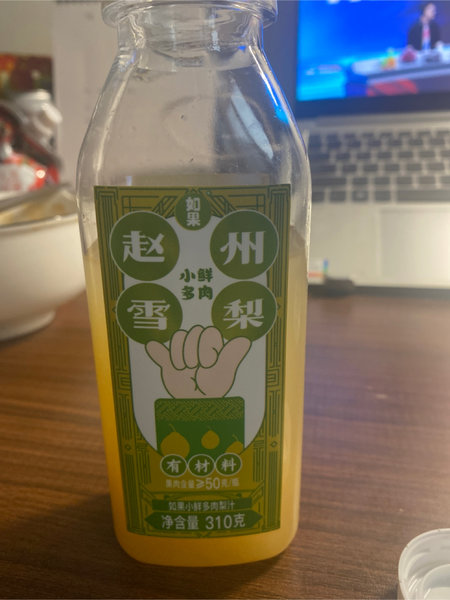 如果
赵州
小鲜
多肉
雪梨
有材料
果肉含量≥50克/瓶
如果小鲜多肉梨汁
净含量 310克